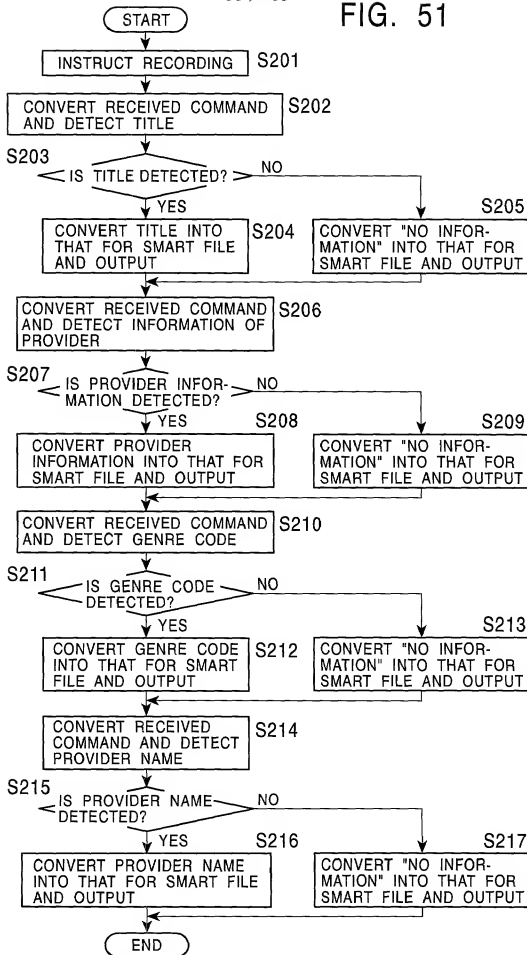 FIG. 51
START
INSTRUCT RECORDING
S201
CONVERT RECEIVED COMMAND
AND DETECT TITLE
S202
S203
IS TITLE DETECTED?
NO
YES
CONVERT TITLE INTO
THAT FOR SMART FILE
AND OUTPUT
S204
S205
CONVERT "NO INFOR-
MATION" INTO THAT FOR
SMART FILE AND OUTPUT
S206
CONVERT RECEIVED COMMAND
AND DETECT INFORMATION OF
PROVIDER
S207
IS PROVIDER INFOR-
MATION DETECTED?
NO
YES
S208
CONVERT PROVIDER
INFORMATION INTO THAT FOR
SMART FILE AND OUTPUT
S209
CONVERT "NO INFOR-
MATION" INTO THAT FOR
SMART FILE AND OUTPUT
CONVERT RECEIVED COMMAND
AND DETECT GENRE CODE
S210
S211
IS GENRE CODE
DETECTED?
NO
YES
CONVERT GENRE CODE
INTO THAT FOR SMART
FILE AND OUTPUT
S212
S213
CONVERT "NO INFOR-
MATION" INTO THAT FOR
SMART FILE AND OUTPUT
CONVERT RECEIVED
COMMAND AND DETECT
PROVIDER NAME
S214
S215
IS PROVIDER NAME
DETECTED?
NO
YES
S216
CONVERT PROVIDER NAME
INTO THAT FOR SMART FILE
AND OUTPUT
S217
CONVERT "NO INFOR-
MATION" INTO THAT FOR
SMART FILE AND OUTPUT
END